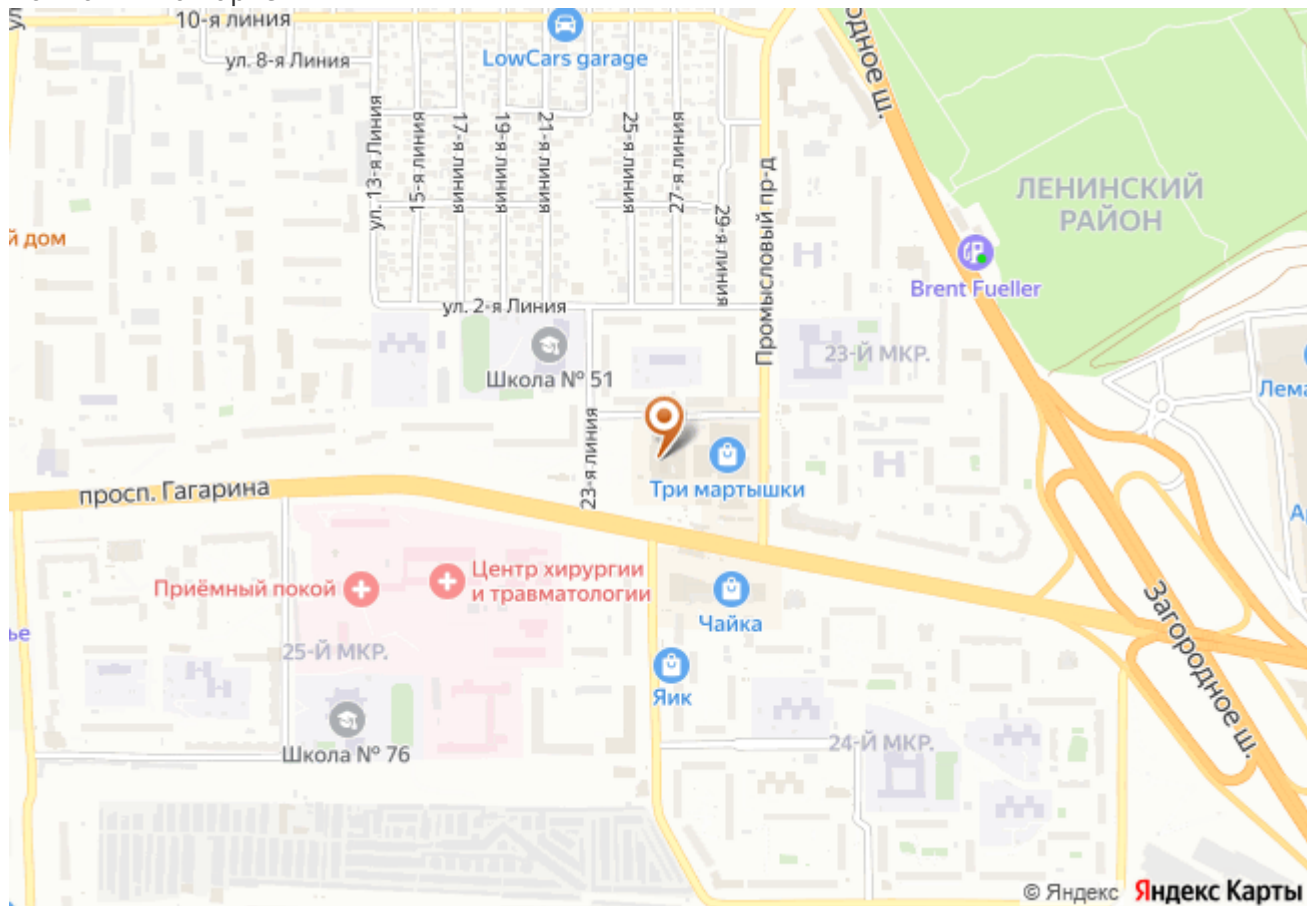 10-я линия
ул. 8-я Линия
LowCars garage
ул. 13-я Линия
15-я линия
17-я линия
19-я линия
21-я линия
25-я линия
27-я линия
29-я линия
Промысловый пр-д
ЛЕНИНСКИЙ
РАЙОН
й дом
Brent Fueller
ул. 2-я Линия
23-Й МКР.
Школа № 51
23-я линия
просп. Гагарина
Три мартышки
Приёмный покой
Центр хирургии
и травматологии
Чайка
25-Й МКР.
Яик
Загородное ш.
Школа № 76
24-Й МКР.
© Яндекс Яндекс Карты